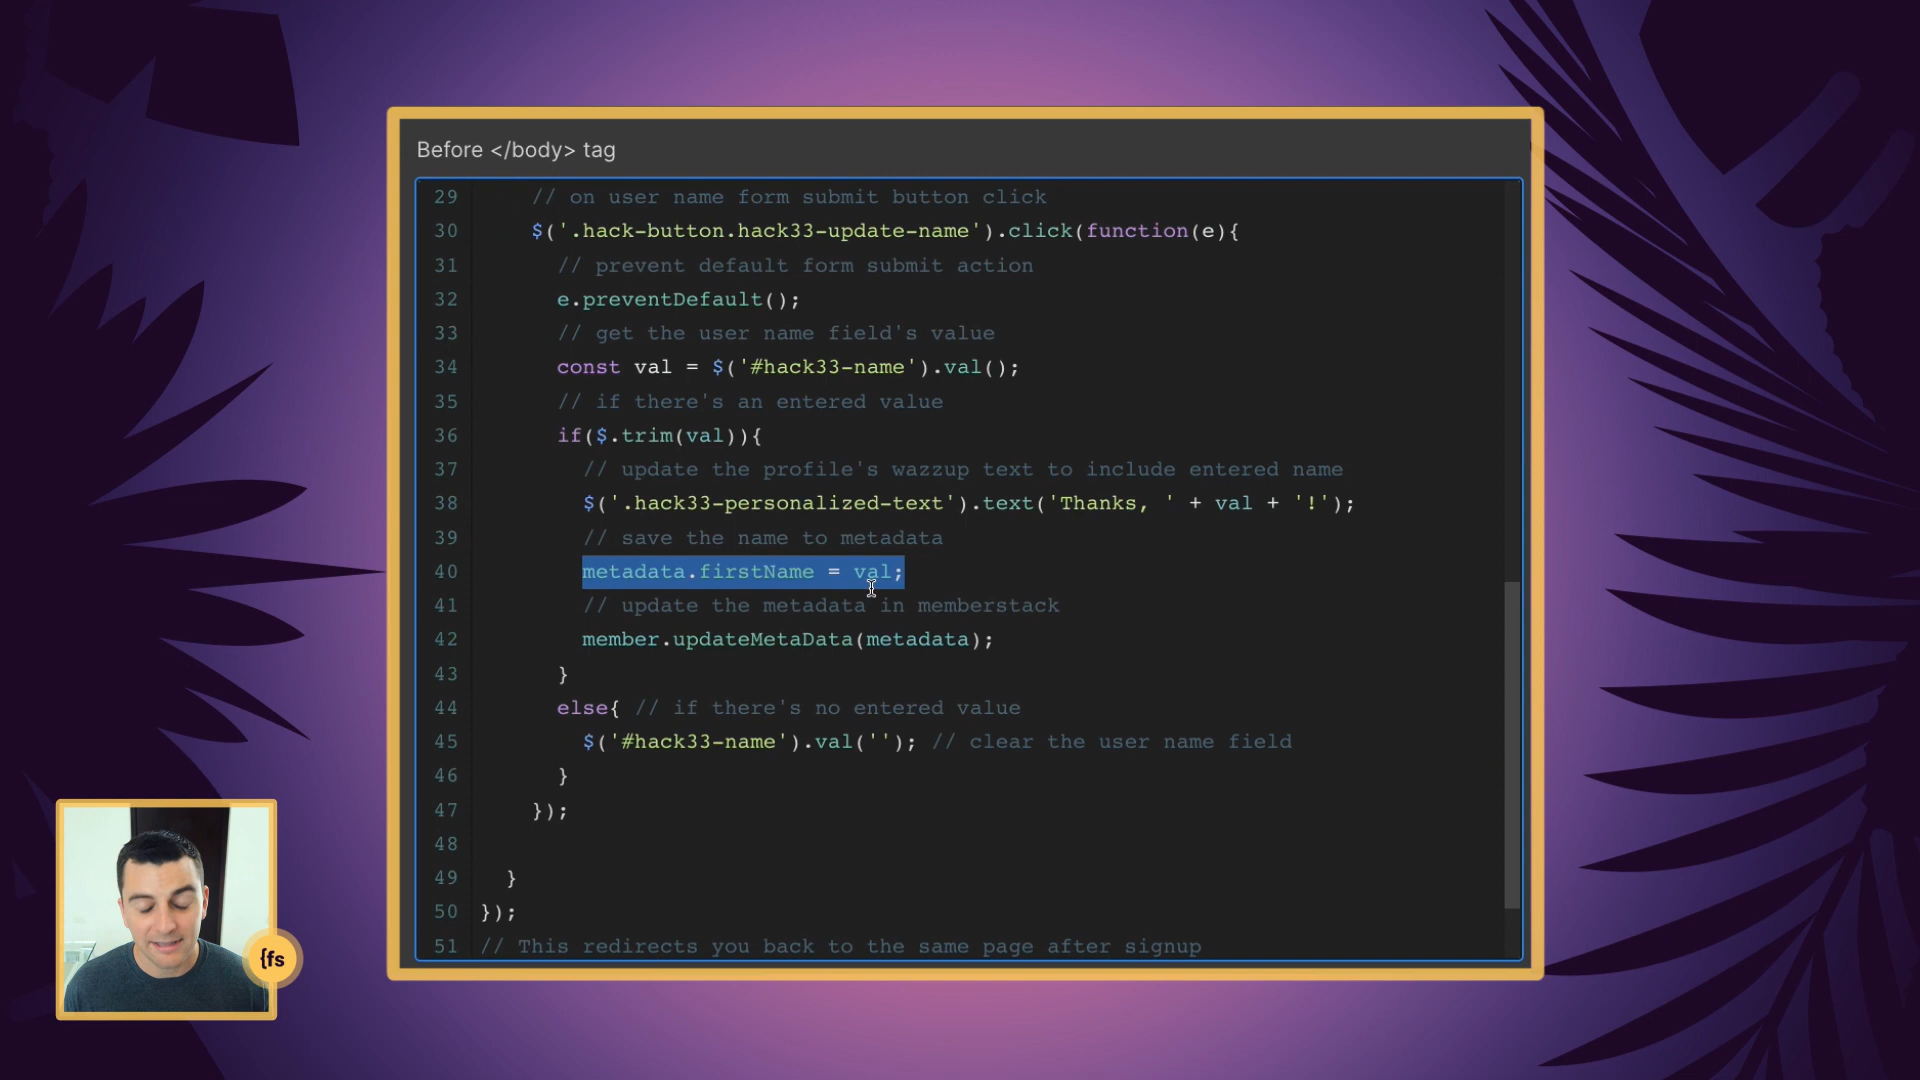 Before </body> tag
29 // on user name form submit button click
30 $('.hack-button.hack33-update-name').click(function(e){
31 // prevent default form submit action
32 e.preventDefault();
33 // get the user name field's value
34 const val = $('#hack33-name').val();
35 // if there's an entered value
36 if($.trim(val)){
37 // update the profile's wazzup text to include entered name
38 $('.hack33-personalized-text').text('Thanks, ' + val + '!');
39 // save the name to metadata
40 metadata.firstName = val;
41 // update the metadata in memberstack
42 member.updateMetaData(metadata);
43 }
44 else{ // if there's no entered value
45 $('#hack33-name').val(''); // clear the user name field
46 }
47 });
48
49 }
50 });
51 // This redirects you back to the same page after signup
{fs